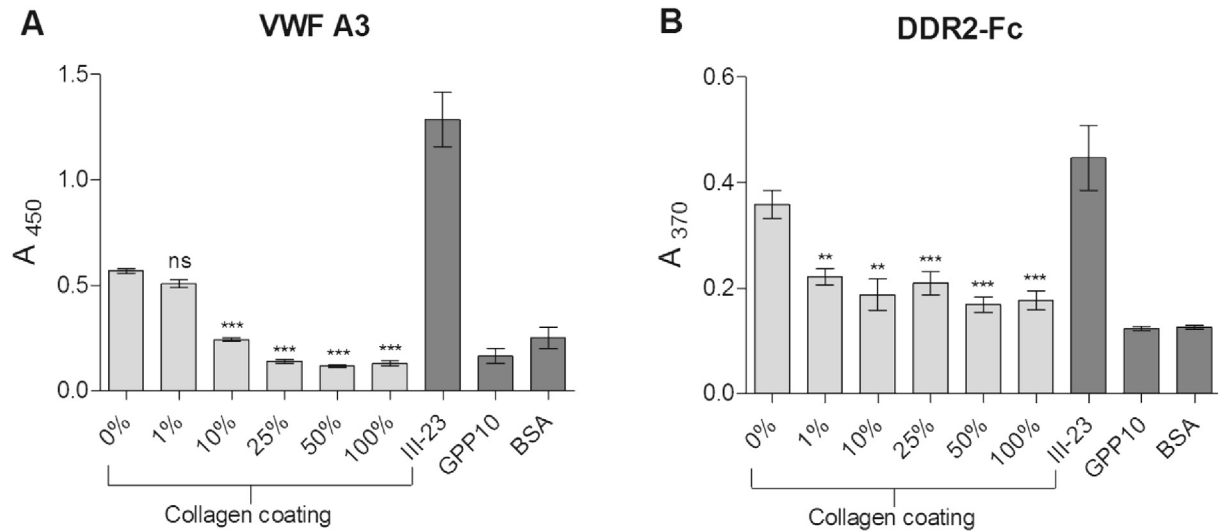 A
VWF A3
A 450
1.5
1.0
0.5
0.0
ns
***
***
***
***
0%
1%
10%
25%
50%
100%
III-23
GPP10
BSA
Collagen coating
B
DDR2-Fc
A 370
0.6
0.4
0.2
0.0
**
**
***
***
***
0%
1%
10%
25%
50%
100%
III-23
GPP10
BSA
Collagen coating